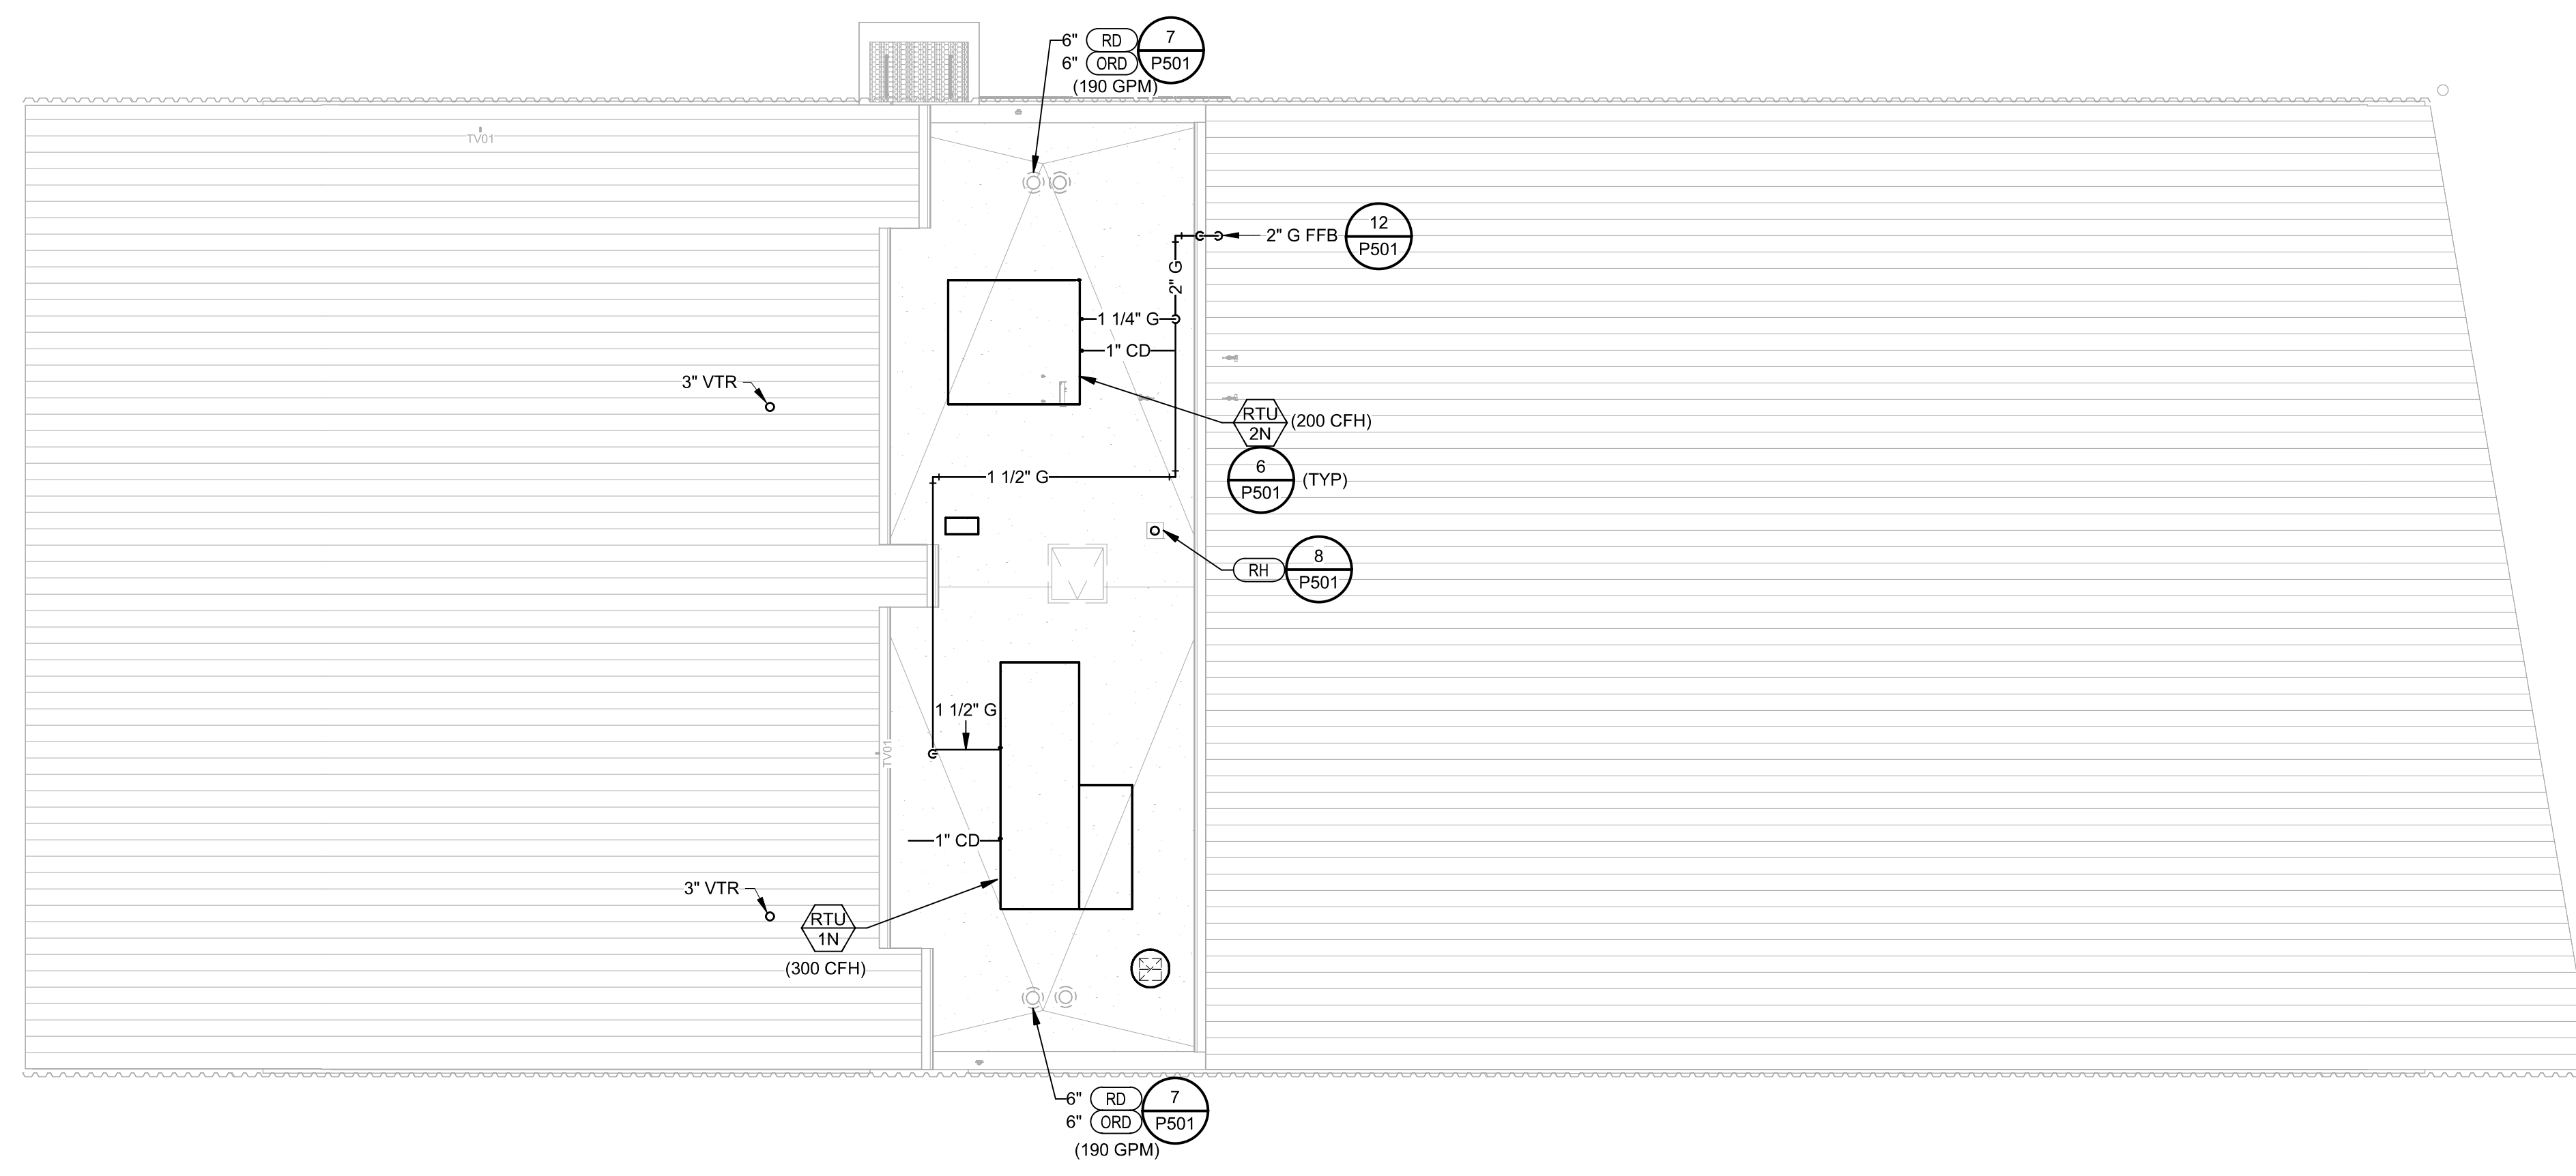 6" RD 7
6" ORD P501
(190 GPM)
TV01
2" G FFB 12
P501
2" G
1 1/4" G
1" CD
3" VTR
RTU (200 CFH)
2N
6
P501 (TYP)
1 1/2" G
RH 8
P501
1 1/2" G
TV01
1" CD
3" VTR
RTU
1N
(300 CFH)
6" RD 7
6" ORD P501
(190 GPM)